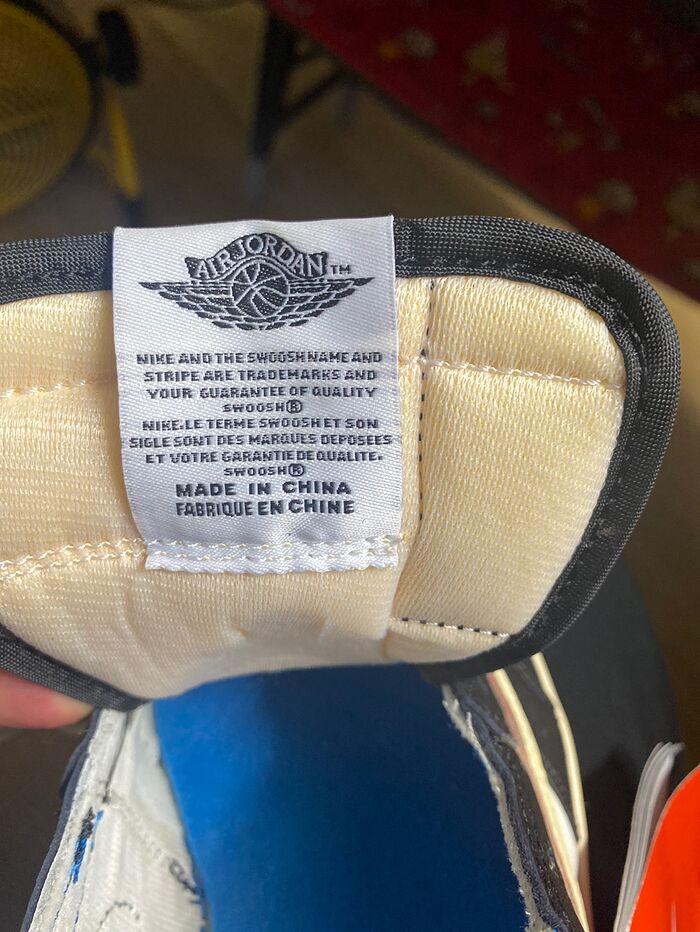 AIR JORDAN TM
NIKE AND THE SWOOSH NAME AND
STRIPE ARE TRADEMARKS AND
YOUR GUARANTEE OF QUALITY
SWOOSH®
NIKE.LE TERME SWOOSH ET SON
SIGLE SONT DES MARQUES DEPOSEES
ET VOTRE GARANTIE DE QUALITE.
SWOOSH®
MADE IN CHINA
FABRIQUE EN CHINE